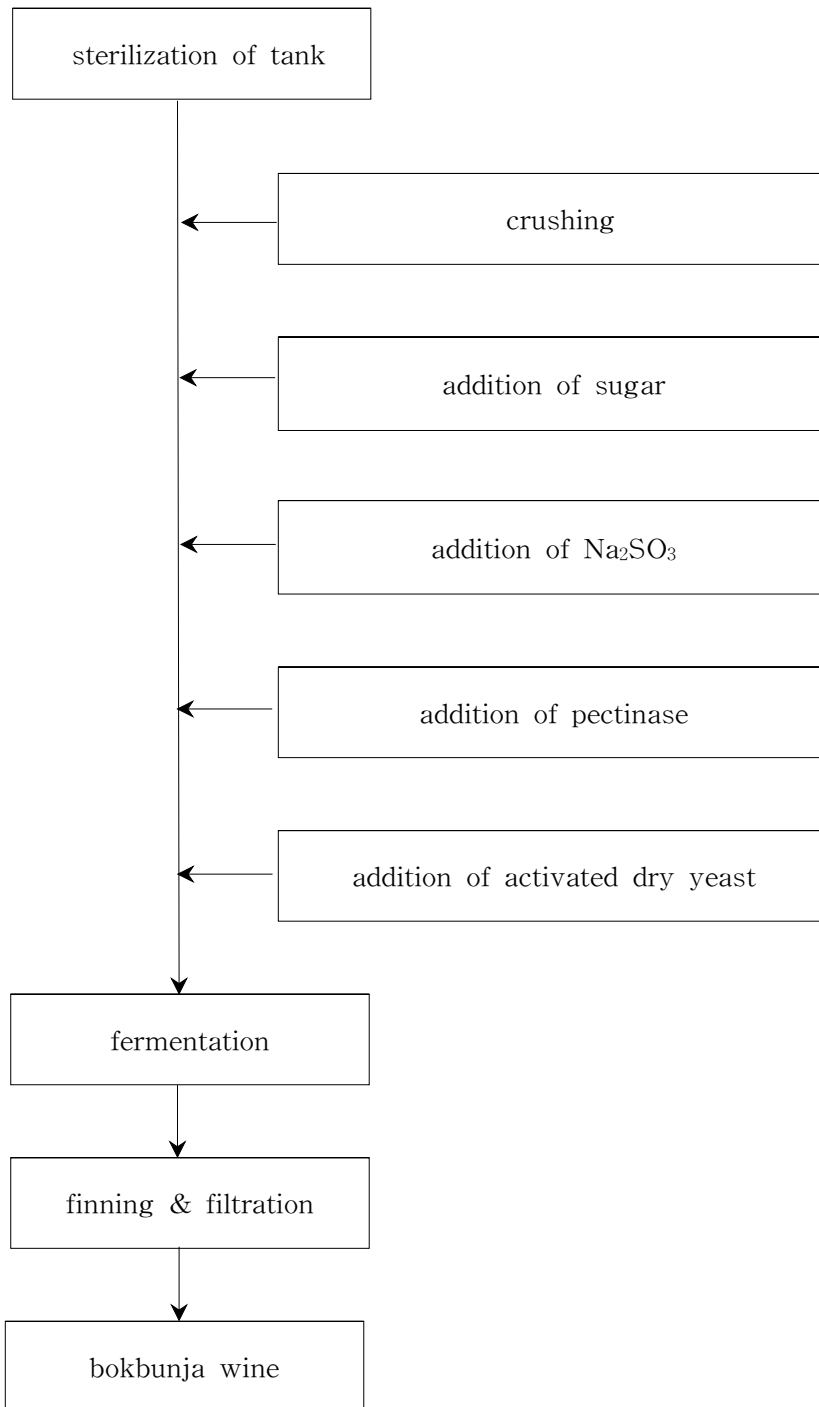 sterilization of tank
crushing
addition of sugar
addition of Na₂SO₃
addition of pectinase
addition of activated dry yeast
fermentation
finning & filtration
bokbunja wine